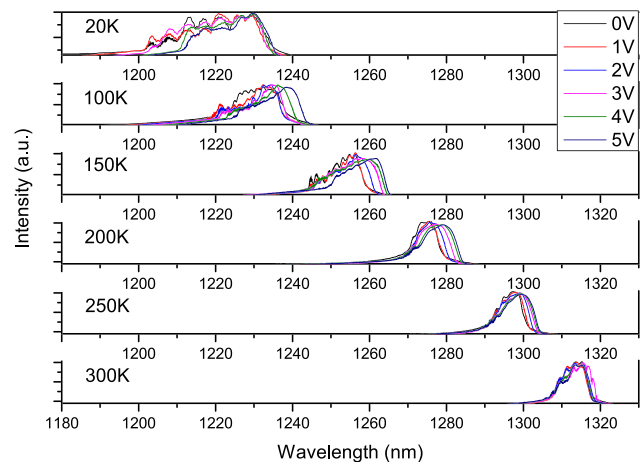 20K
0V
1V
2V
3V
4V
5V
1200 1220 1240 1260 1280 1300
100K
1200 1220 1240 1260 1280 1300
150K
1200 1220 1240 1260 1280 1300
200K
1200 1220 1240 1260 1280 1300
250K
1200 1220 1240 1260 1280 1300
300K
1180 1200 1220 1240 1260 1280 1300 1320
Intensity (a.u.)
Wavelength (nm)